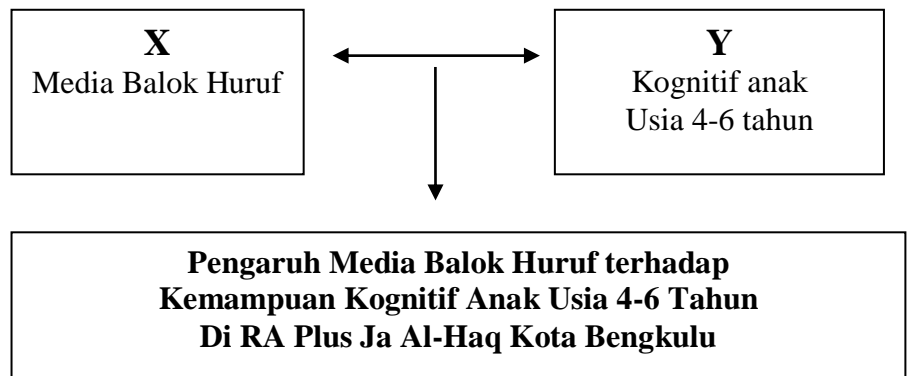 X
Media Balok Huruf
Y
Kognitif anak
Usia 4-6 tahun
Pengaruh Media Balok Huruf terhadap
Kemampuan Kognitif Anak Usia 4-6 Tahun
Di RA Plus Ja Al-Haq Kota Bengkulu